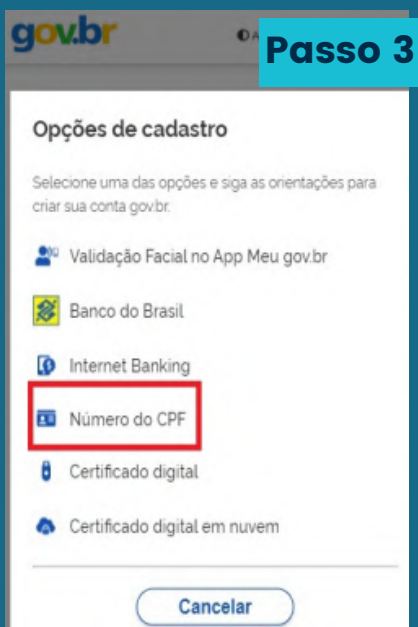 gov.br
Passo 3
Opções de cadastro
Selecione uma das opções e siga as orientações para
criar sua conta gov.br.
Validação Facial no App Meu gov.br
Banco do Brasil
Internet Banking
Número do CPF
Certificado digital
Certificado digital em nuvem
Cancelar